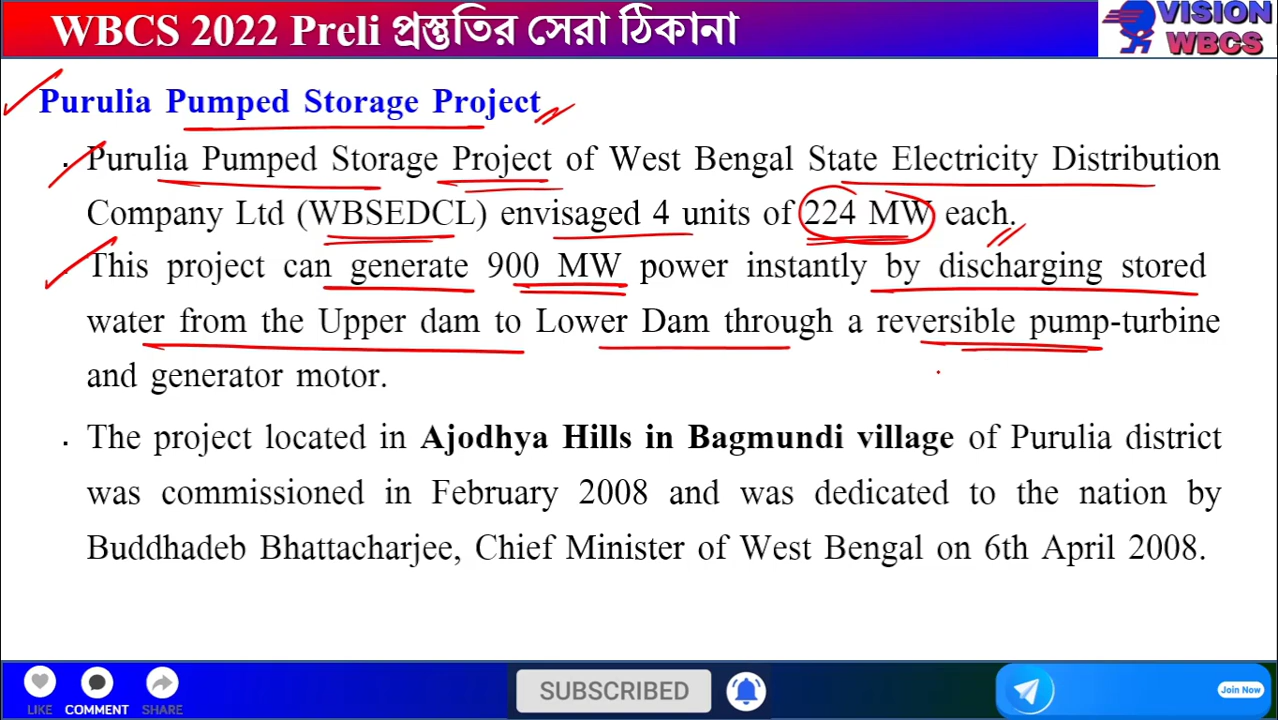 WBCS 2022 Preli প্রস্তুতির সেরা ঠিকানা
VISION
WBCS
Purulia Pumped Storage Project
Purulia Pumped Storage Project of West Bengal State Electricity Distribution
Company Ltd (WBSEDCL) envisaged 4 units of 224 MW each.
This project can generate 900 MW power instantly by discharging stored
water from the Upper dam to Lower Dam through a reversible pump-turbine
and generator motor.
The project located in Ajodhya Hills in Bagmundi village of Purulia district
was commissioned in February 2008 and was dedicated to the nation by
Buddhadeb Bhattacharjee, Chief Minister of West Bengal on 6th April 2008.
LIKE COMMENT SHARE
SUBSCRIBED
Join Now